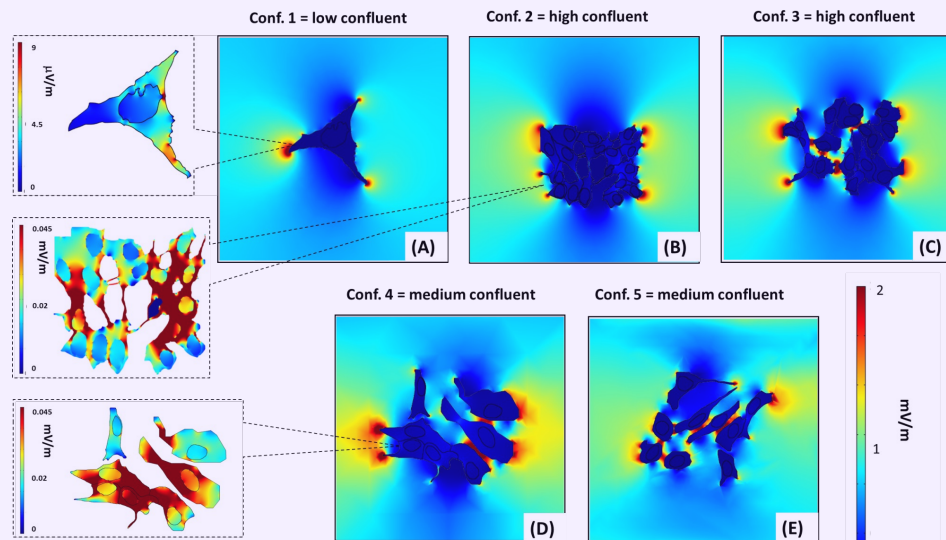 Conf. 1 = low confluent
Conf. 2 = high confluent
Conf. 3 = high confluent
9
μV/m
4.5
0
(A)
(B)
(C)
0.045
mV/m
0.02
0
Conf. 4 = medium confluent
Conf. 5 = medium confluent
0.045
mV/m
0.02
0
(D)
(E)
2
mV/m
1